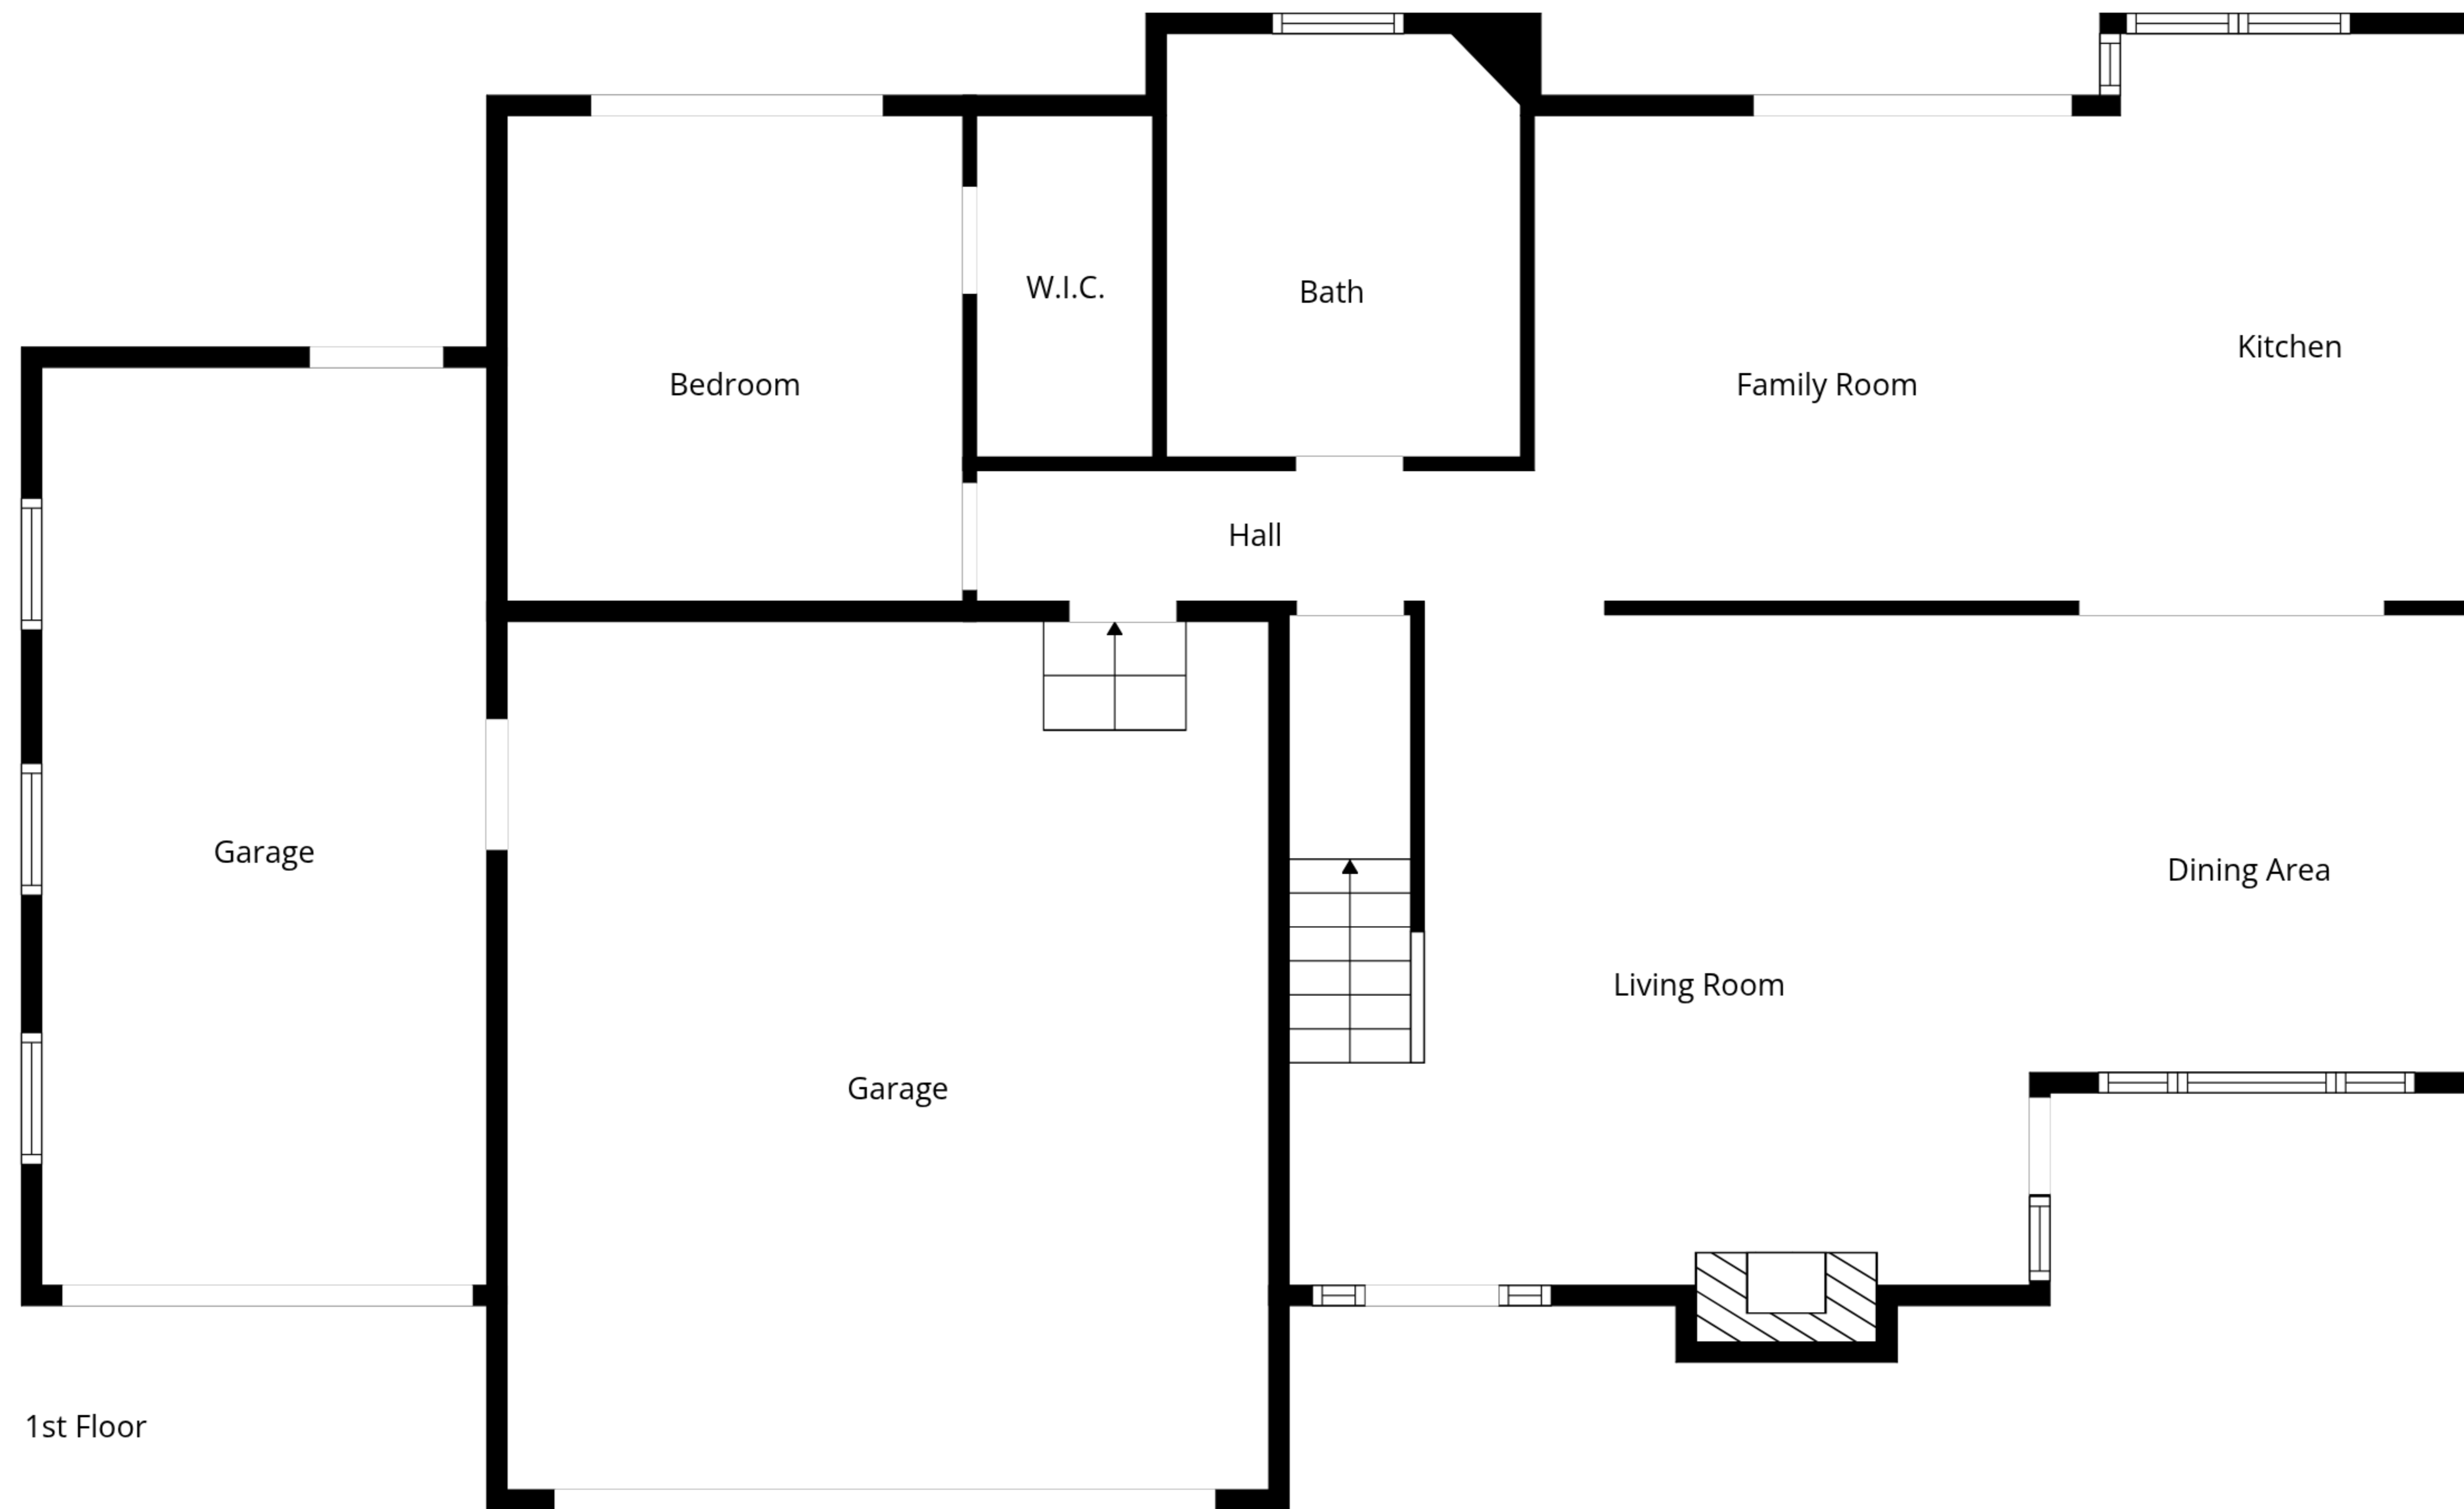 W.I.C.
Bath
Kitchen
Bedroom
Family Room
Hall
Garage
Dining Area
Living Room
Garage
1st Floor